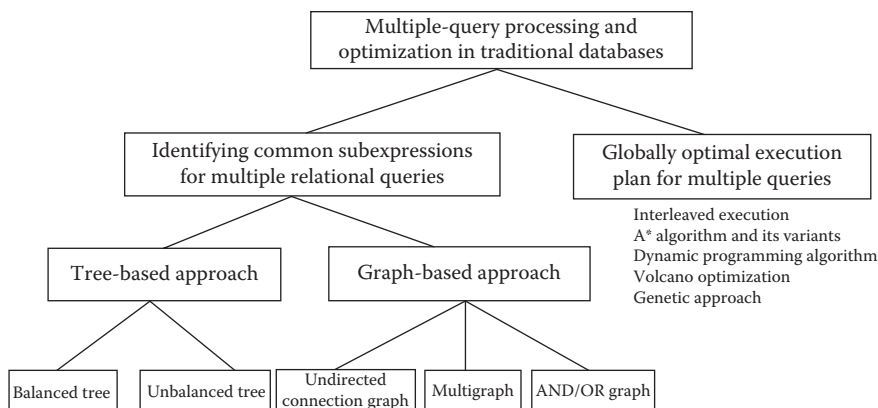 Multiple-query processing and
optimization in traditional databases
Identifying common subexpressions
for multiple relational queries
Globally optimal execution
plan for multiple queries
Interleaved execution
A* algorithm and its variants
Dynamic programming algorithm
Volcano optimization
Genetic approach
Tree-based approach
Graph-based approach
Balanced tree
Unbalanced tree
Undirected
connection graph
Multigraph
AND/OR graph